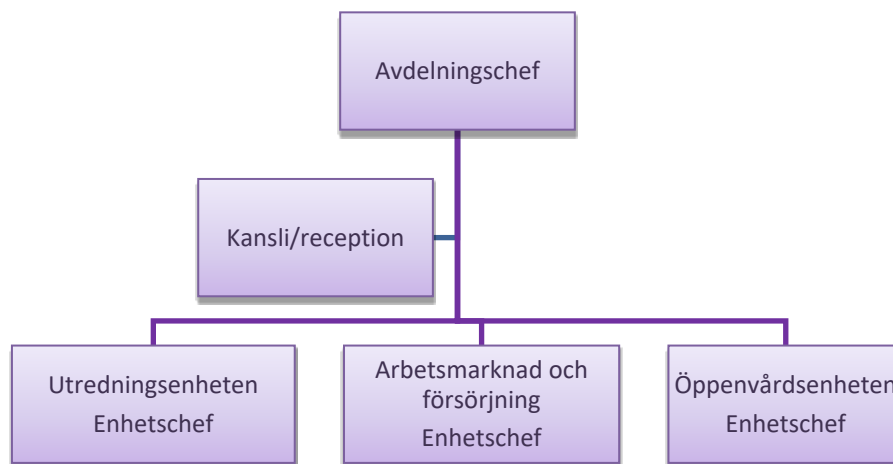 Avdelningschef
Kansli/reception
Utredningsenheten
Enhetschef
Arbetsmarknad och
försörjning
Enhetschef
Öppenvårdsenheten
Enhetschef